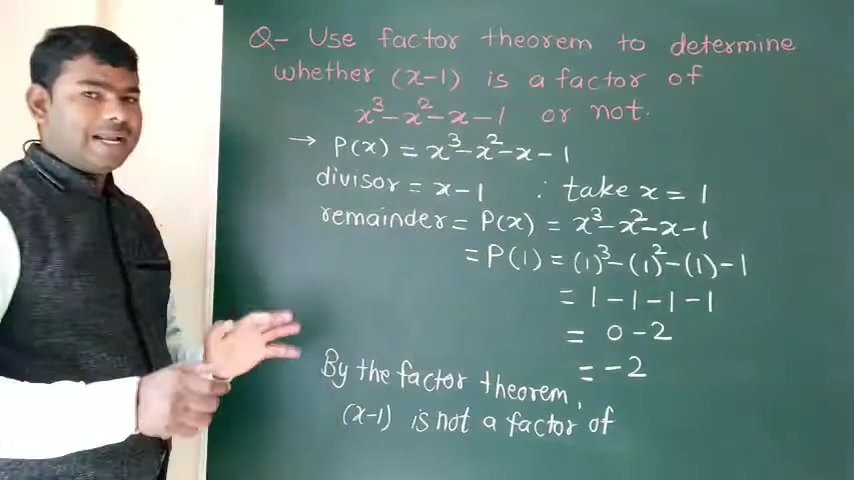 Q- Use factor theorem to determine
whether (x-1) is a factor of
x³-x²-x-1 or not.
→ P(x) = x³-x²-x-1
divisor = x-1 ∴ take x = 1
remainder = P(x) = x³-x²-x-1
= P(1) = (1)³-(1)²-(1)-1
= 1-1-1-1
= 0-2
= -2
By the factor theorem,
(x-1) is not a factor of